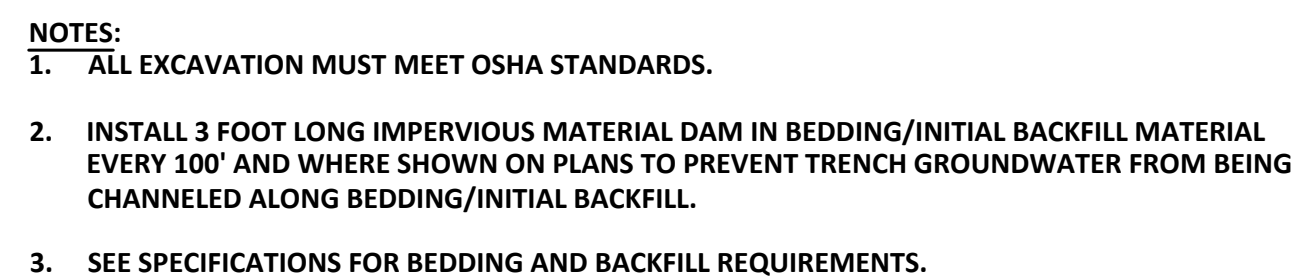 NOTES:
1. ALL EXCAVATION MUST MEET OSHA STANDARDS.
2. INSTALL 3 FOOT LONG IMPERVIOUS MATERIAL DAM IN BEDDING/INITIAL BACKFILL MATERIAL
EVERY 100' AND WHERE SHOWN ON PLANS TO PREVENT TRENCH GROUNDWATER FROM BEING
CHANNELED ALONG BEDDING/INITIAL BACKFILL.
3. SEE SPECIFICATIONS FOR BEDDING AND BACKFILL REQUIREMENTS.